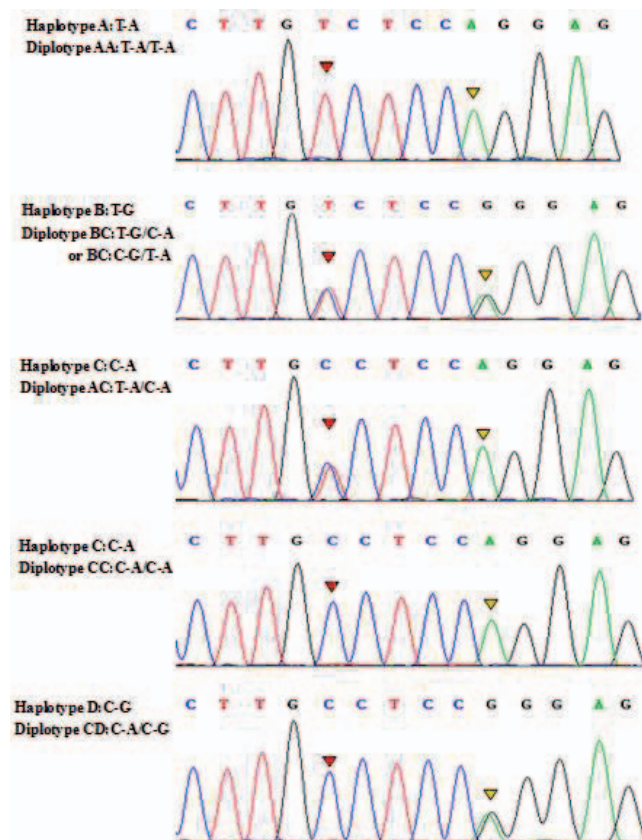 Haplotype A: T-A
C T T G T C T C C A G G A G
Diplotype AA: T-A/T-A
Haplotype B: T-G
C T T G T C T C C G G G A G
Diplotype BC: T-G/C-A
or BC: C-G/T-A
Haplotype C: C-A
C T T G C C T C C A G G A G
Diplotype AC: T-A/C-A
Haplotype C: C-A
C T T G C C T C C A G G A G
Diplotype CC: C-A/C-A
Haplotype D: C-G
C T T G C C T C C G G G A G
Diplotype CD: C-A/C-G